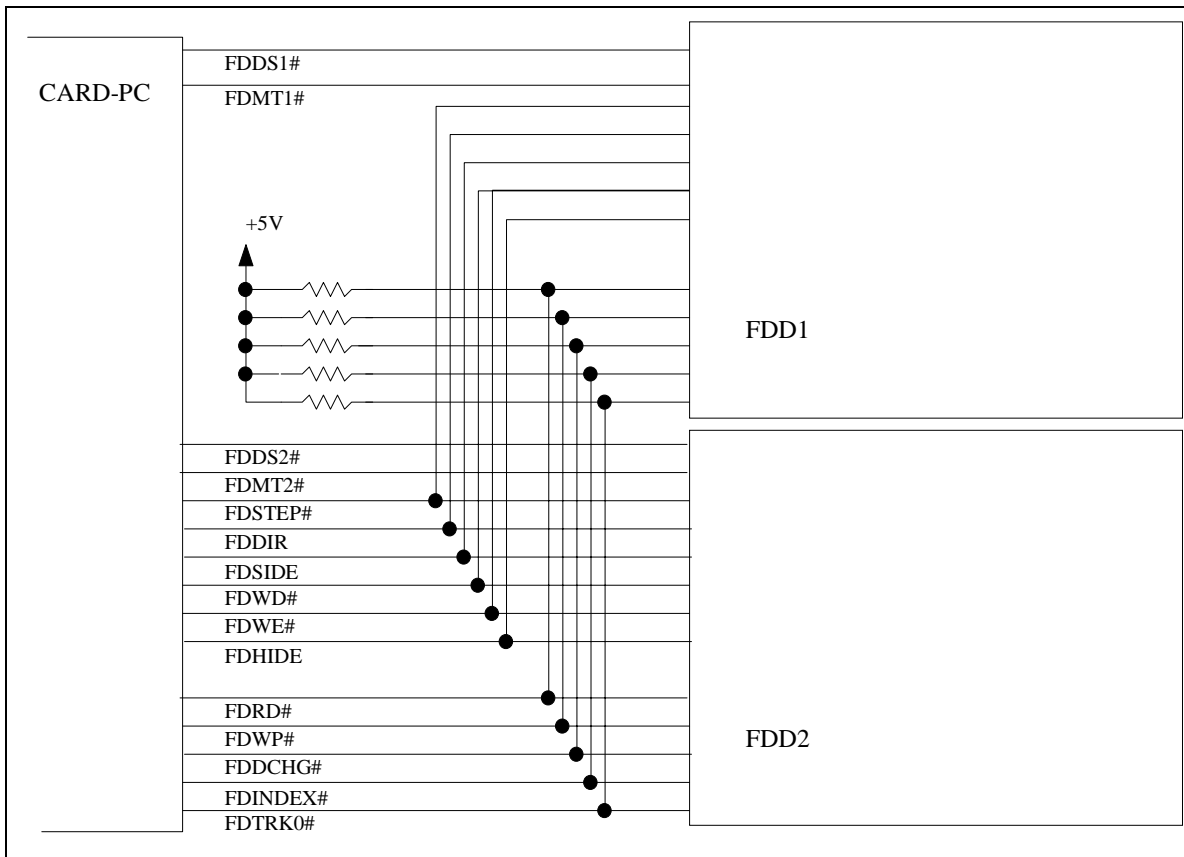 FDDS1#
CARD-PC
FDMT1#
+5V
FDD1
FDDS2#
FDMT2#
FDSTEP#
FDDIR
FDSIDE
FDWD#
FDWE#
FDHIDE
FDRD#
FDWP#
FDD2
FDDCHG#
FDINDEX#
FDTRK0#